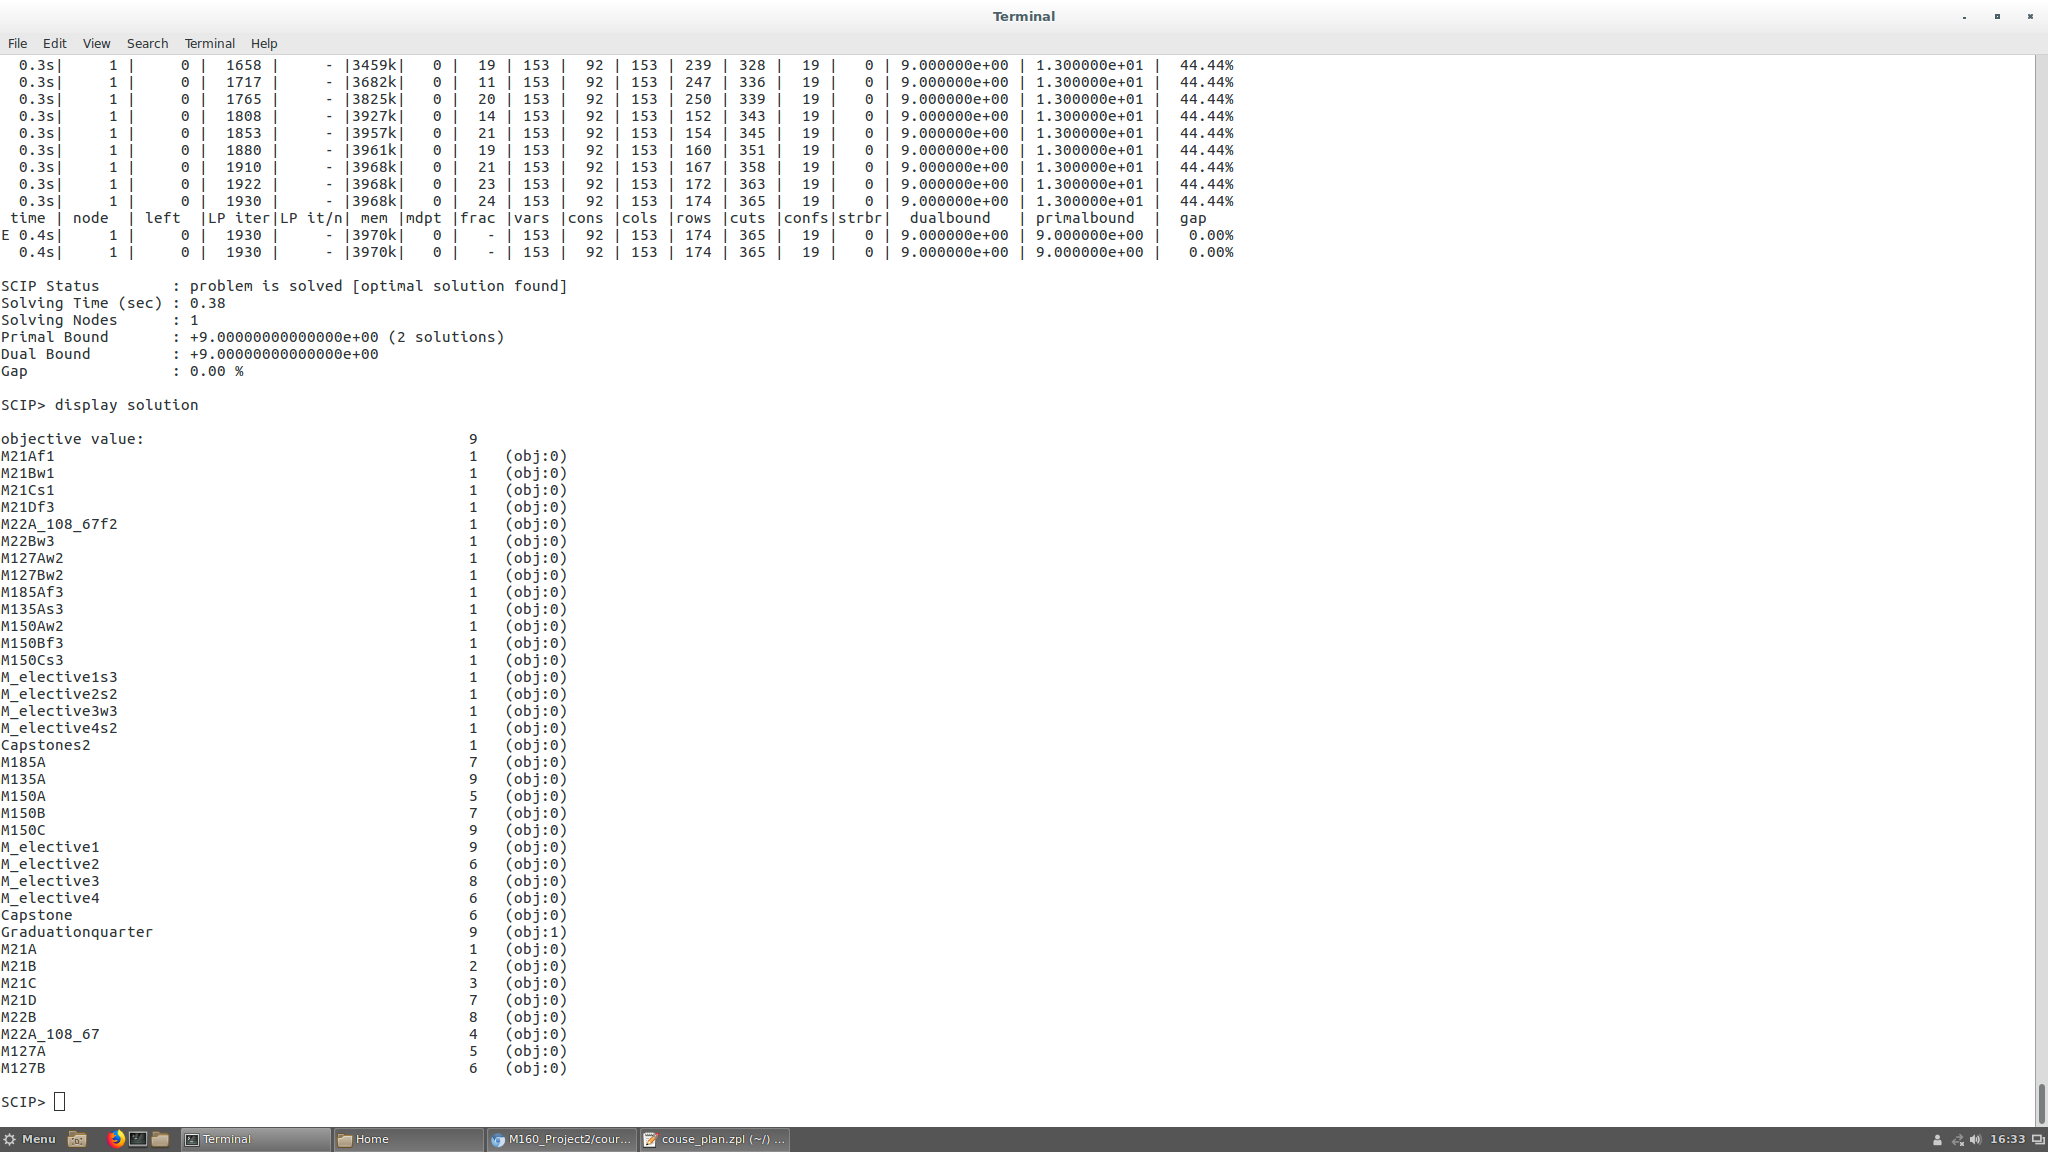 Terminal
File Edit View Search Terminal Help
0.3s| 1 | 0 | 1658 | - |3459k| 0 | 19 | 153 | 92 | 153 | 239 | 328 | 19 | 0 | 9.000000e+00 | 1.300000e+01 | 44.44%
0.3s| 1 | 0 | 1717 | - |3682k| 0 | 11 | 153 | 92 | 153 | 247 | 336 | 19 | 0 | 9.000000e+00 | 1.300000e+01 | 44.44%
0.3s| 1 | 0 | 1765 | - |3825k| 0 | 20 | 153 | 92 | 153 | 250 | 339 | 19 | 0 | 9.000000e+00 | 1.300000e+01 | 44.44%
0.3s| 1 | 0 | 1808 | - |3927k| 0 | 14 | 153 | 92 | 153 | 152 | 343 | 19 | 0 | 9.000000e+00 | 1.300000e+01 | 44.44%
0.3s| 1 | 0 | 1853 | - |3957k| 0 | 21 | 153 | 92 | 153 | 154 | 345 | 19 | 0 | 9.000000e+00 | 1.300000e+01 | 44.44%
0.3s| 1 | 0 | 1880 | - |3961k| 0 | 19 | 153 | 92 | 153 | 160 | 351 | 19 | 0 | 9.000000e+00 | 1.300000e+01 | 44.44%
0.3s| 1 | 0 | 1910 | - |3968k| 0 | 21 | 153 | 92 | 153 | 167 | 358 | 19 | 0 | 9.000000e+00 | 1.300000e+01 | 44.44%
0.3s| 1 | 0 | 1922 | - |3968k| 0 | 23 | 153 | 92 | 153 | 172 | 363 | 19 | 0 | 9.000000e+00 | 1.300000e+01 | 44.44%
0.3s| 1 | 0 | 1930 | - |3968k| 0 | 24 | 153 | 92 | 153 | 174 | 365 | 19 | 0 | 9.000000e+00 | 1.300000e+01 | 44.44%
time | node | left |LP iter|LP it/n| mem |mdpt |frac |vars |cons |cols |rows |cuts |confs|strbr| dualbound | primalbound | gap
E 0.4s| 1 | 0 | 1930 | - |3970k| 0 | - | 153 | 92 | 153 | 174 | 365 | 19 | 0 | 9.000000e+00 | 9.000000e+00 | 0.00%
0.4s| 1 | 0 | 1930 | - |3970k| 0 | - | 153 | 92 | 153 | 174 | 365 | 19 | 0 | 9.000000e+00 | 9.000000e+00 | 0.00%
SCIP Status : problem is solved [optimal solution found]
Solving Time (sec) : 0.38
Solving Nodes : 1
Primal Bound : +9.00000000000000e+00 (2 solutions)
Dual Bound : +9.00000000000000e+00
Gap : 0.00 %
SCIP> display solution
objective value: 9
M21Af1 1 (obj:0)
M21Bw1 1 (obj:0)
M21Cs1 1 (obj:0)
M21Df3 1 (obj:0)
M22A_108_67f2 1 (obj:0)
M22Bw3 1 (obj:0)
M127Aw2 1 (obj:0)
M127Bw2 1 (obj:0)
M185Af3 1 (obj:0)
M135As3 1 (obj:0)
M150Aw2 1 (obj:0)
M150Bf3 1 (obj:0)
M150Cs3 1 (obj:0)
M_elective1s3 1 (obj:0)
M_elective2s2 1 (obj:0)
M_elective3w3 1 (obj:0)
M_elective4s2 1 (obj:0)
Capstones2 1 (obj:0)
M185A 7 (obj:0)
M135A 9 (obj:0)
M150A 5 (obj:0)
M150B 7 (obj:0)
M150C 9 (obj:0)
M_elective1 9 (obj:0)
M_elective2 6 (obj:0)
M_elective3 8 (obj:0)
M_elective4 6 (obj:0)
Capstone 6 (obj:0)
Graduationquarter 9 (obj:1)
M21A 1 (obj:0)
M21B 2 (obj:0)
M21C 3 (obj:0)
M21D 7 (obj:0)
M22B 8 (obj:0)
M22A_108_67 4 (obj:0)
M127A 5 (obj:0)
M127B 6 (obj:0)
SCIP>
Menu Terminal Home M160_Project2/cour... couse_plan.zpl (~/) ... 16:33